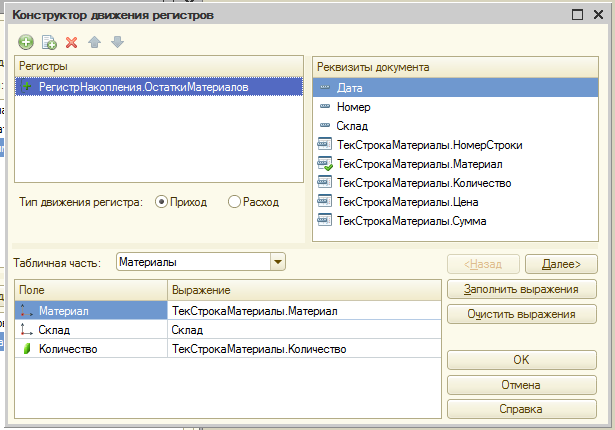 Конструктор движения регистров
Регистры
РегистрНакопления.ОстаткиМатериалов
Тип движения регистра:
Приход
Расход
Реквизиты документа
Дата
Номер
Склад
ТекСтрокаМатериалы.НомерСтроки
ТекСтрокаМатериалы.Материал
ТекСтрокаМатериалы.Количество
ТекСтрокаМатериалы.Цена
ТекСтрокаМатериалы.Сумма
Табличная часть:
Материалы
<Назад
Далее>
Поле
Выражение
Материал
ТекСтрокаМатериалы.Материал
Склад
Склад
Количество
ТекСтрокаМатериалы.Количество
Заполнить выражения
Очистить выражения
OK
Отмена
Справка